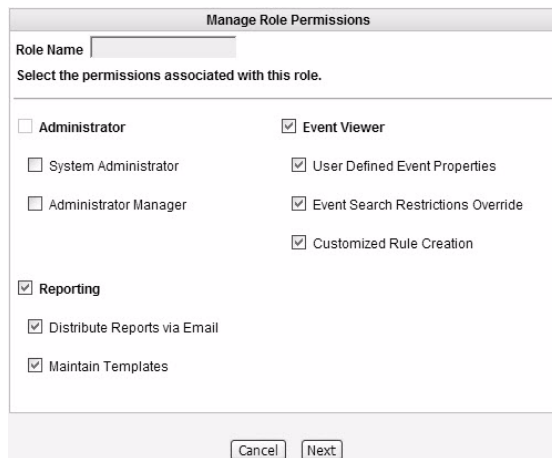 Manage Role Permissions
Role Name
Select the permissions associated with this role.
Administrator
System Administrator
Administrator Manager
Event Viewer
User Defined Event Properties
Event Search Restrictions Override
Customized Rule Creation
Reporting
Distribute Reports via Email
Maintain Templates
Cancel Next